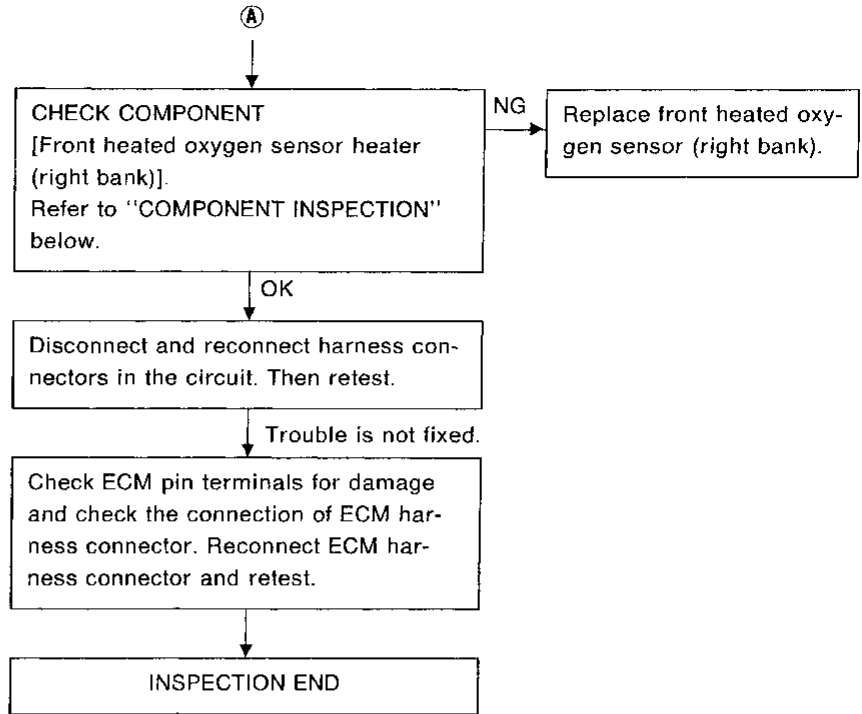 Ⓐ
CHECK COMPONENT
[Front heated oxygen sensor heater
(right bank)].
Refer to "COMPONENT INSPECTION"
below.
NG
Replace front heated oxy-
gen sensor (right bank).
OK
Disconnect and reconnect harness con-
nectors in the circuit. Then retest.
Trouble is not fixed.
Check ECM pin terminals for damage
and check the connection of ECM har-
ness connector. Reconnect ECM har-
ness connector and retest.
INSPECTION END